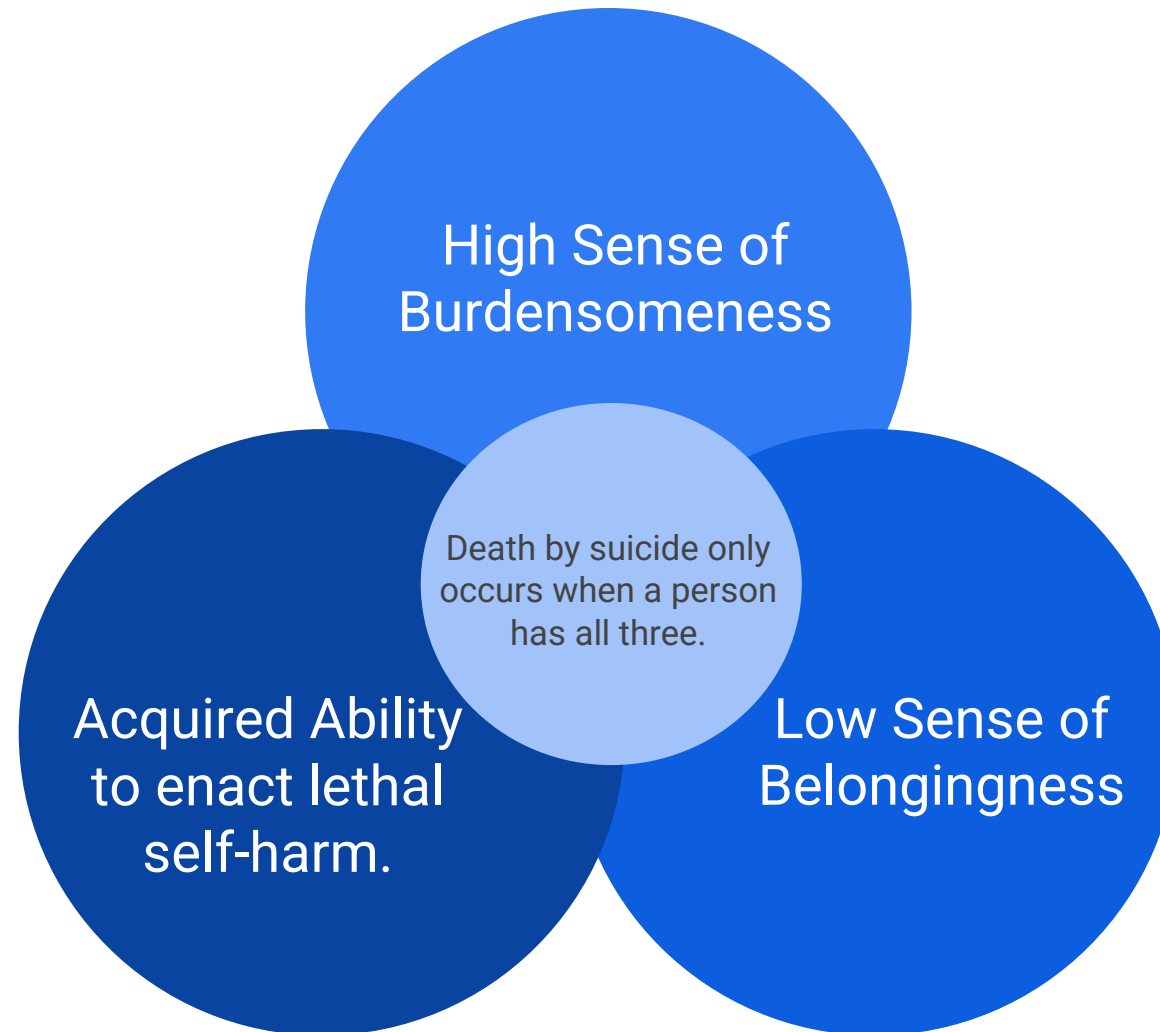 High Sense of
Burdensomeness
Death by suicide only
occurs when a person
has all three.
Acquired Ability
to enact lethal
self-harm.
Low Sense of
Belongingness